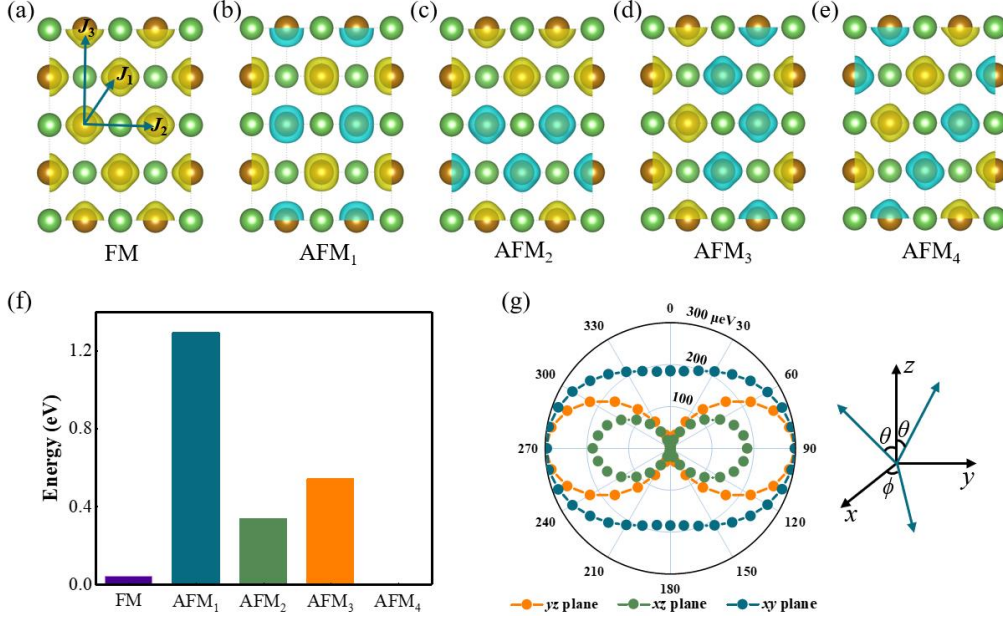 (a) (b) (c) (d) (e)
J3
J1
J2
FM AFM1 AFM2 AFM3 AFM4
(f)
Energy (eV)
1.2
0.8
0.4
0.0
FM AFM1 AFM2 AFM3 AFM4
(g)
0
300 μeV
30
60
90
120
150
180
210
240
270
300
330
200
100
yz plane xz plane xy plane
z
θ θ
y
ϕ
x